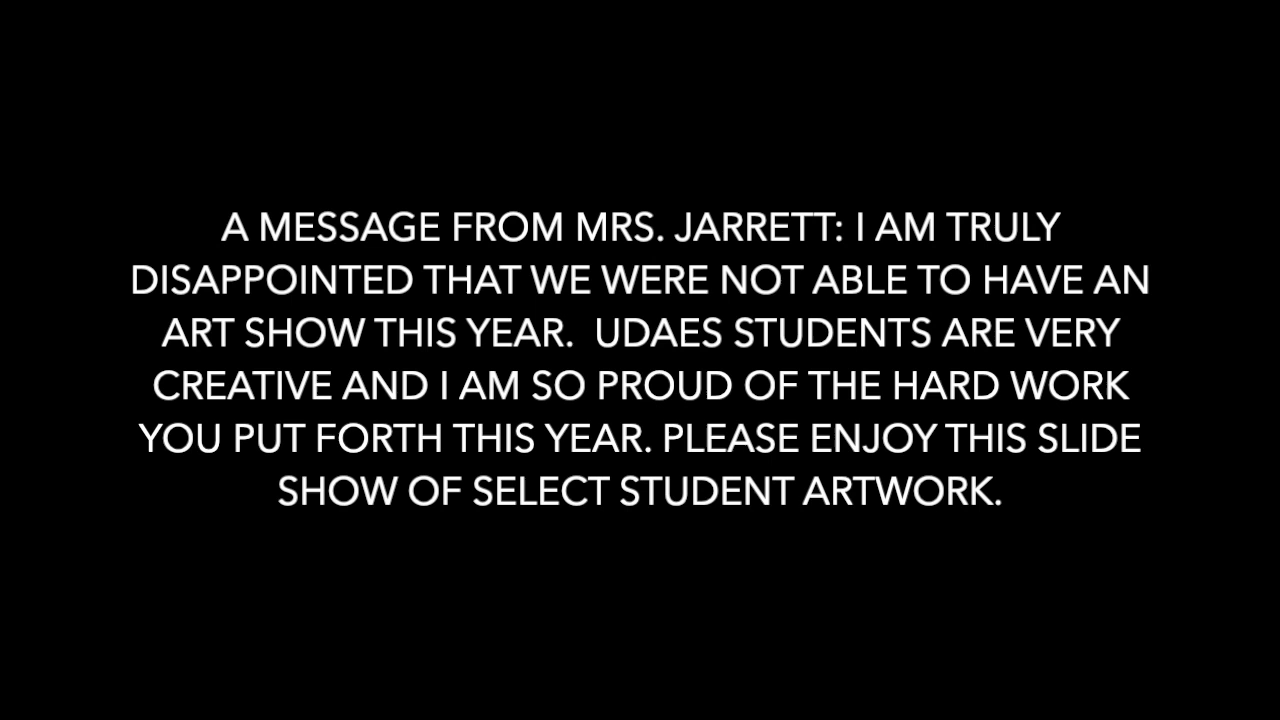 A MESSAGE FROM MRS. JARRETT: I AM TRULY
DISAPPOINTED THAT WE WERE NOT ABLE TO HAVE AN
ART SHOW THIS YEAR.  UDAES STUDENTS ARE VERY
CREATIVE AND I AM SO PROUD OF THE HARD WORK
YOU PUT FORTH THIS YEAR. PLEASE ENJOY THIS SLIDE
SHOW OF SELECT STUDENT ARTWORK.